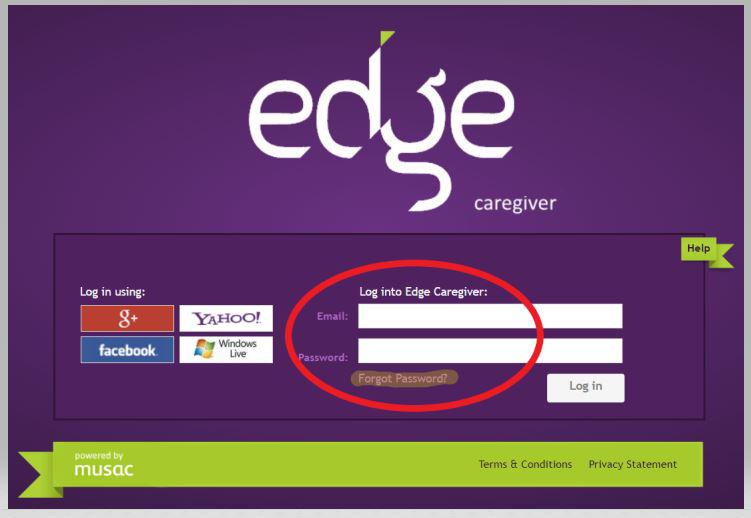 edge
caregiver
Help
Log in using:
g+
YAHOO!
facebook
Windows
Live
Log into Edge Caregiver:
Email:
Password:
Forgot Password?
Log in
powered by
musac
Terms & Conditions
Privacy Statement